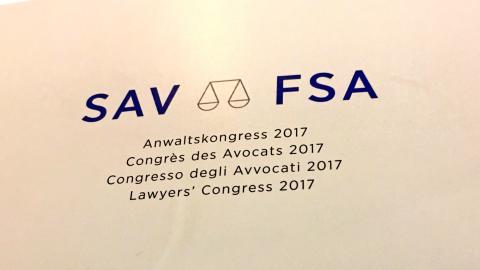 SAV FSA
Anwaltskongress 2017
Congrès des Avocats 2017
Congresso degli Avvocati 2017
Lawyers' Congress 2017